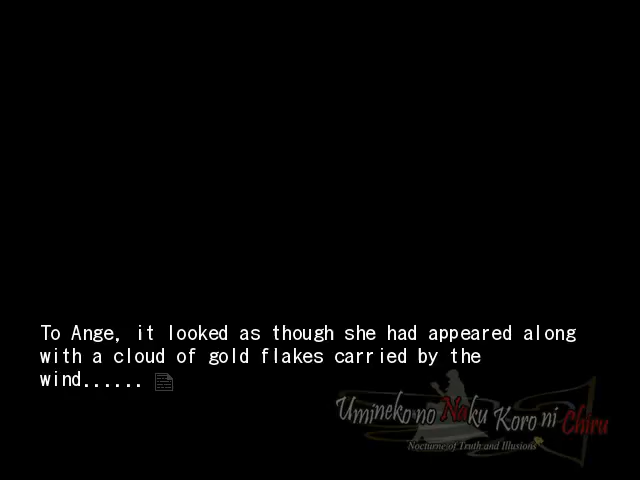 To Ange, it looked as though she had appeared along
with a cloud of gold flakes carried by the
wind......
Umineko no Naku Koro ni Chiru
Nocturne of Truth and Illusions